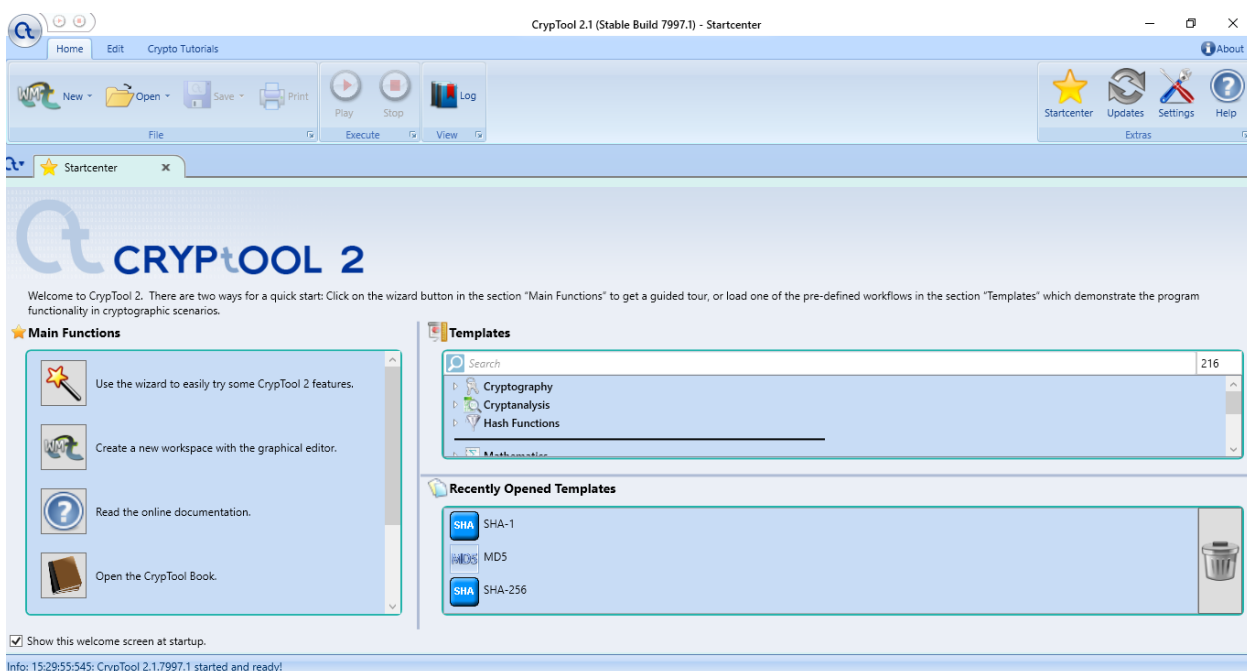 CrypTool 2.1 (Stable Build 7997.1) - Startcenter
Home Edit Crypto Tutorials About
New Open Save Print Play Stop Log Startcenter Updates Settings Help
File Execute View Extras
Startcenter
CRYPtOOL 2
Welcome to CrypTool 2. There are two ways for a quick start: Click on the wizard button in the section "Main Functions" to get a guided tour, or load one of the pre-defined workflows in the section "Templates" which demonstrate the program
functionality in cryptographic scenarios.
Main Functions
Use the wizard to easily try some CrypTool 2 features.
Create a new workspace with the graphical editor.
Read the online documentation.
Open the CrypTool Book.
Templates
Search 216
Cryptography
Cryptanalysis
Hash Functions
Mathematics
Recently Opened Templates
SHA SHA-1
MD5 MD5
SHA SHA-256
Show this welcome screen at startup.
Info: 15:29:55:545: CrypTool 2.1.7997.1 started and ready!